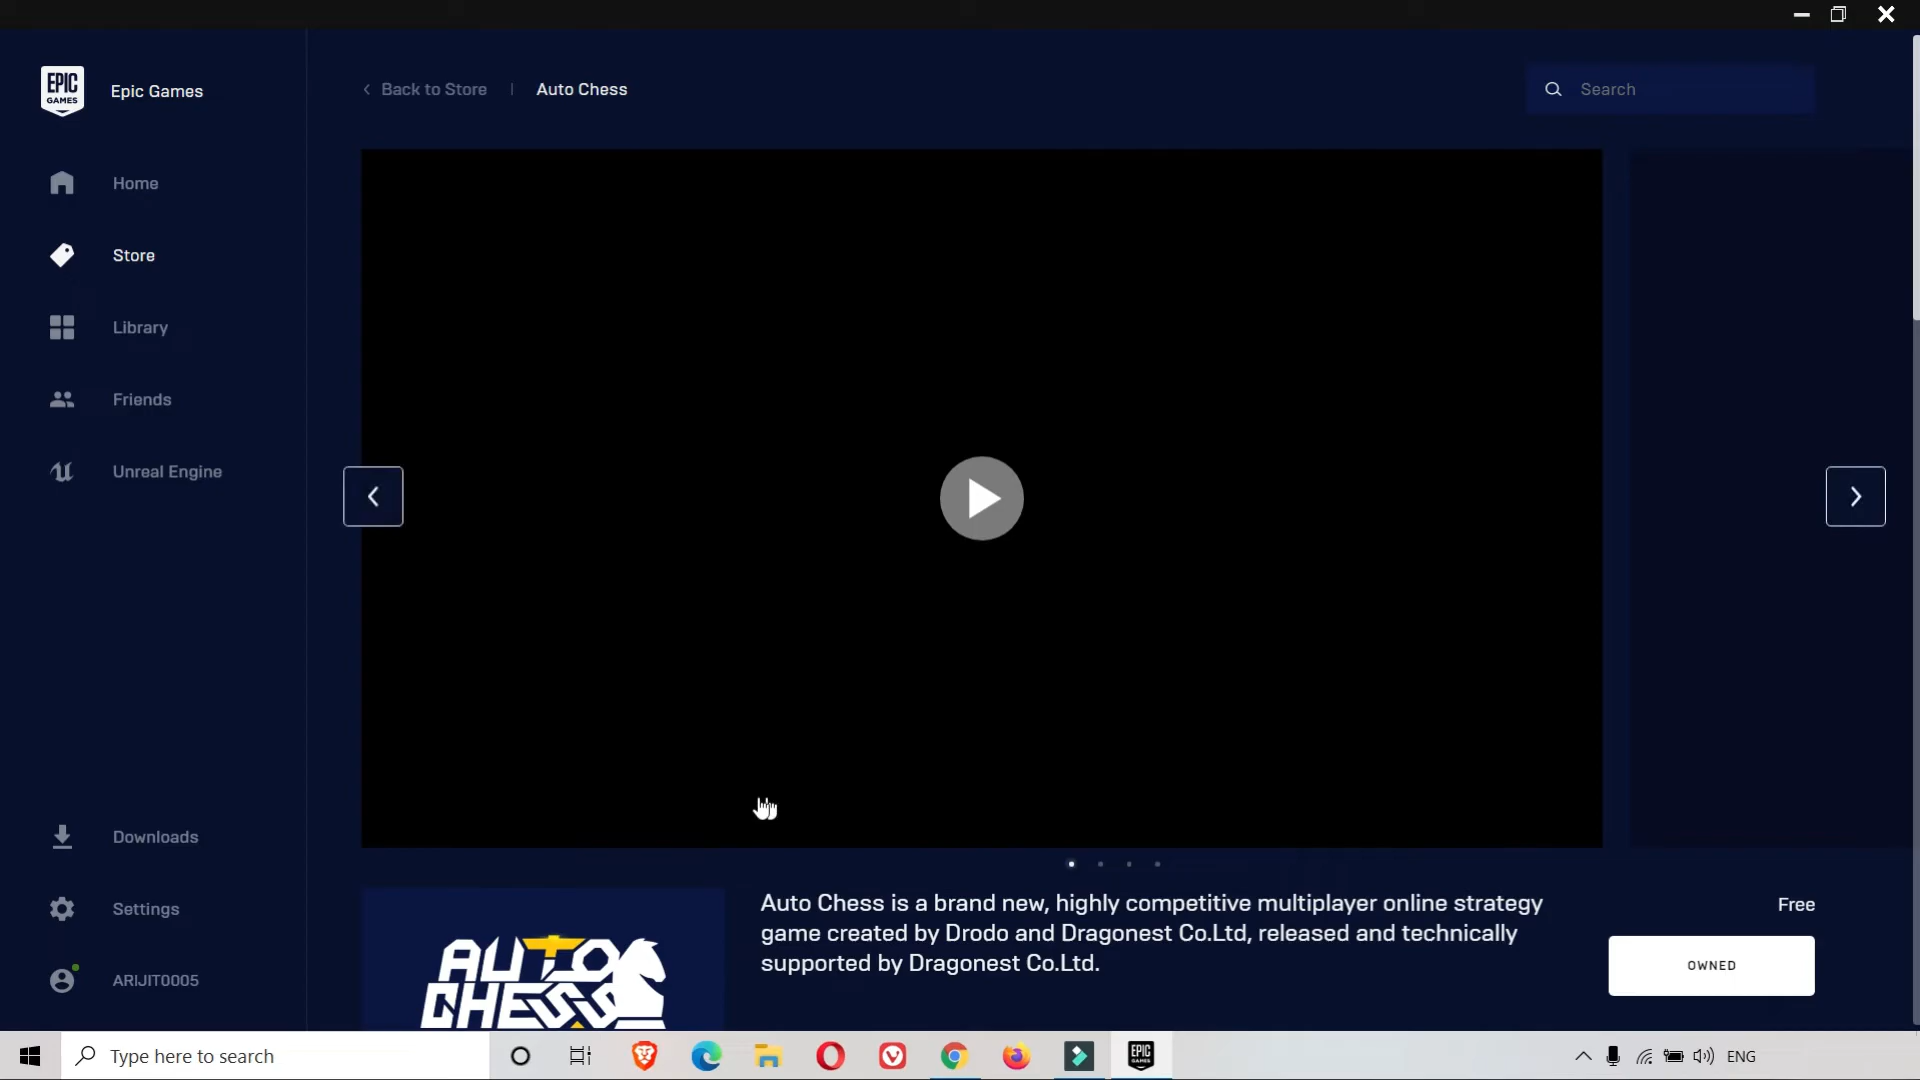 EPIC
GAMES
Epic Games
Home
Store
Library
Friends
Unreal Engine
Downloads
Settings
ARIJIT0005
Back to Store
Auto Chess
Search
Auto Chess is a brand new, highly competitive multiplayer online strategy
game created by Drodo and Dragonest Co.Ltd, released and technically
supported by Dragonest Co.Ltd.
AUTO
CHESS
Free
OWNED
Type here to search
EPIC
GAMES
ENG